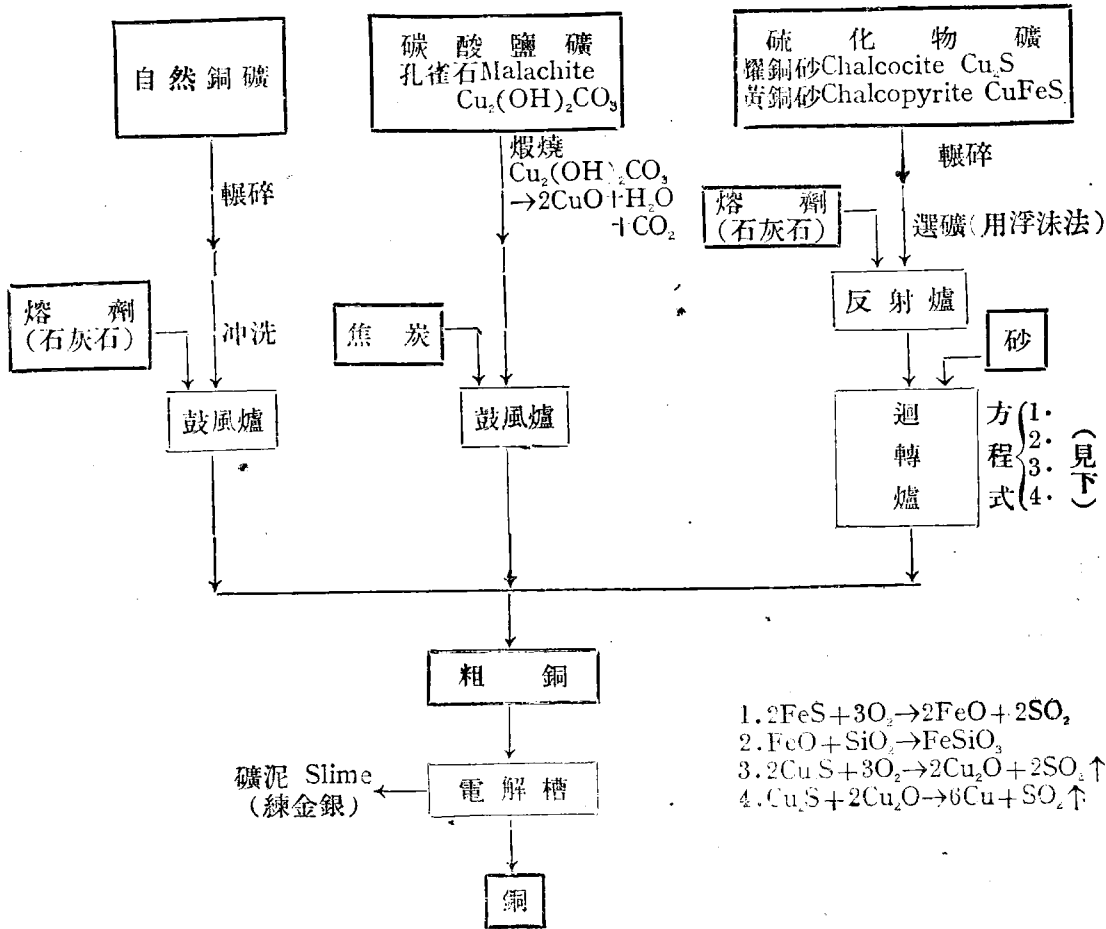 自然銅礦
輾碎
熔劑
(石灰石)
冲洗
鼓風爐
碳酸鹽礦
孔雀石Malachite
Cu₂(OH)₂CO₃
煆燒
Cu₂(OH)₂CO₃
→2CuO+H₂O
+CO₂
焦炭
鼓風爐
硫化物礦
耀銅砂Chalcocite Cu₂S
黃銅砂Chalcopyrite CuFeS
輾碎
熔劑
(石灰石)
選礦(用浮沫法)
反射爐
砂
迴轉爐
方程式{1. 2. 3. 4.
(見下)
粗銅
礦泥 Slime
(練金銀)
電解槽
銅
1.2FeS+3O₂→2FeO+2SO₂
2.FeO+SiO₂→FeSiO₃
3.2Cu₂S+3O₂→2Cu₂O+2SO₂↑
4.Cu₂S+2Cu₂O→6Cu+SO₂↑